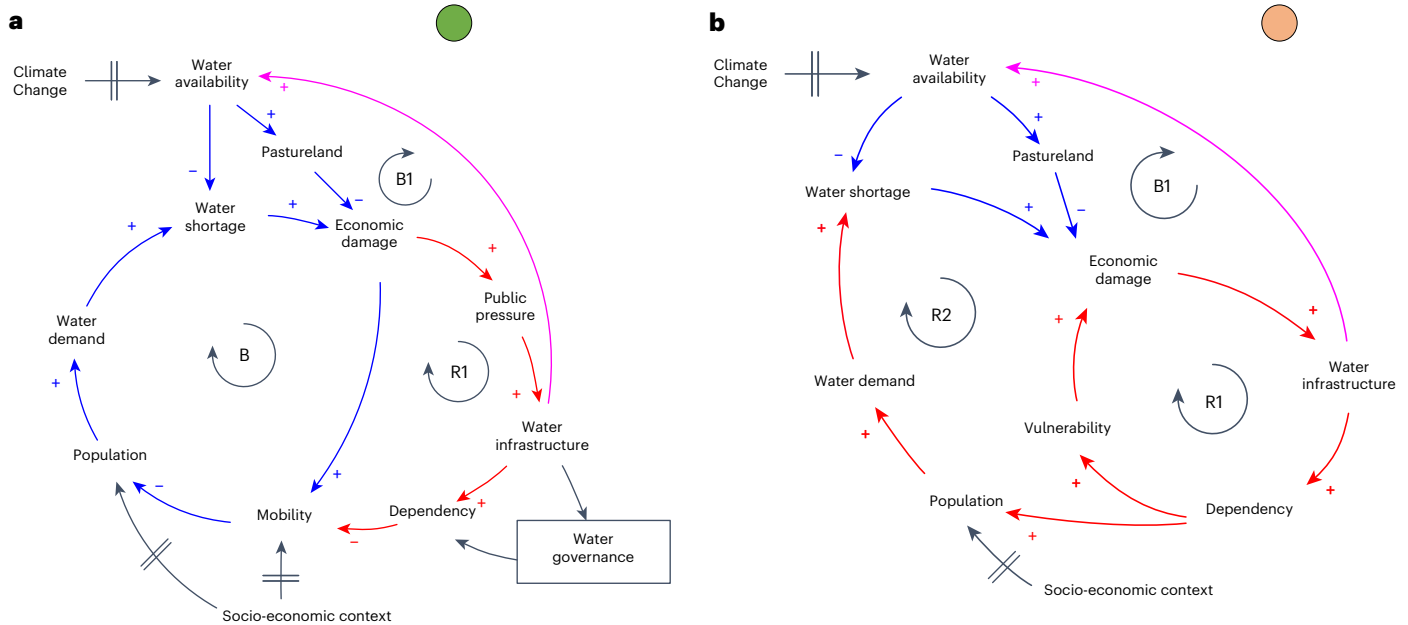 a
Climate
Change
Water
availability
+
+
Pastureland
B1
−
−
Water
shortage
+
+
Economic
damage
+
Public
pressure
Water
demand
B
R1
+
+
Water
infrastructure
Population
−
+
Mobility
Dependency
+
−
Water
governance
Socio-economic context
b
Climate
Change
Water
availability
+
+
−
Pastureland
B1
Water shortage
+
−
+
Economic
damage
R2
+
+
Water
infrastructure
Water demand
R1
+
Vulnerability
+
+
Population
Dependency
+
Socio-economic context